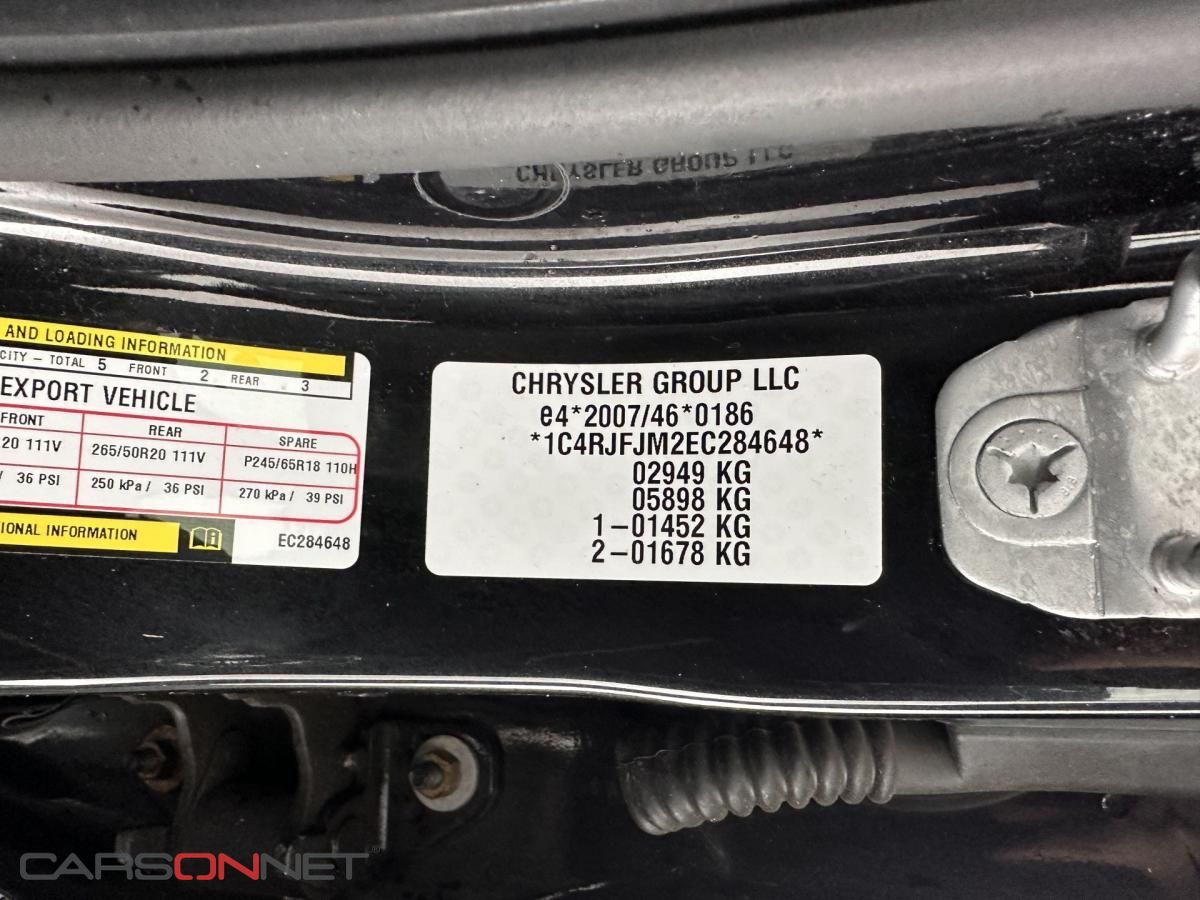 CHRYSLER GROUP LLC
AND LOADING INFORMATION
CITY – TOTAL 5 FRONT 2 REAR 3
EXPORT VEHICLE
FRONT REAR SPARE
20 111V 265/50R20 111V P245/65R18 110H
/ 36 PSI 250 kPa / 36 PSI 270 kPa / 39 PSI
IONAL INFORMATION
EC284648
CHRYSLER GROUP LLC
e4*2007/46*0186
*1C4RJFJM2EC284648*
02949 KG
05898 KG
1–01452 KG
2–01678 KG
CARSONNET